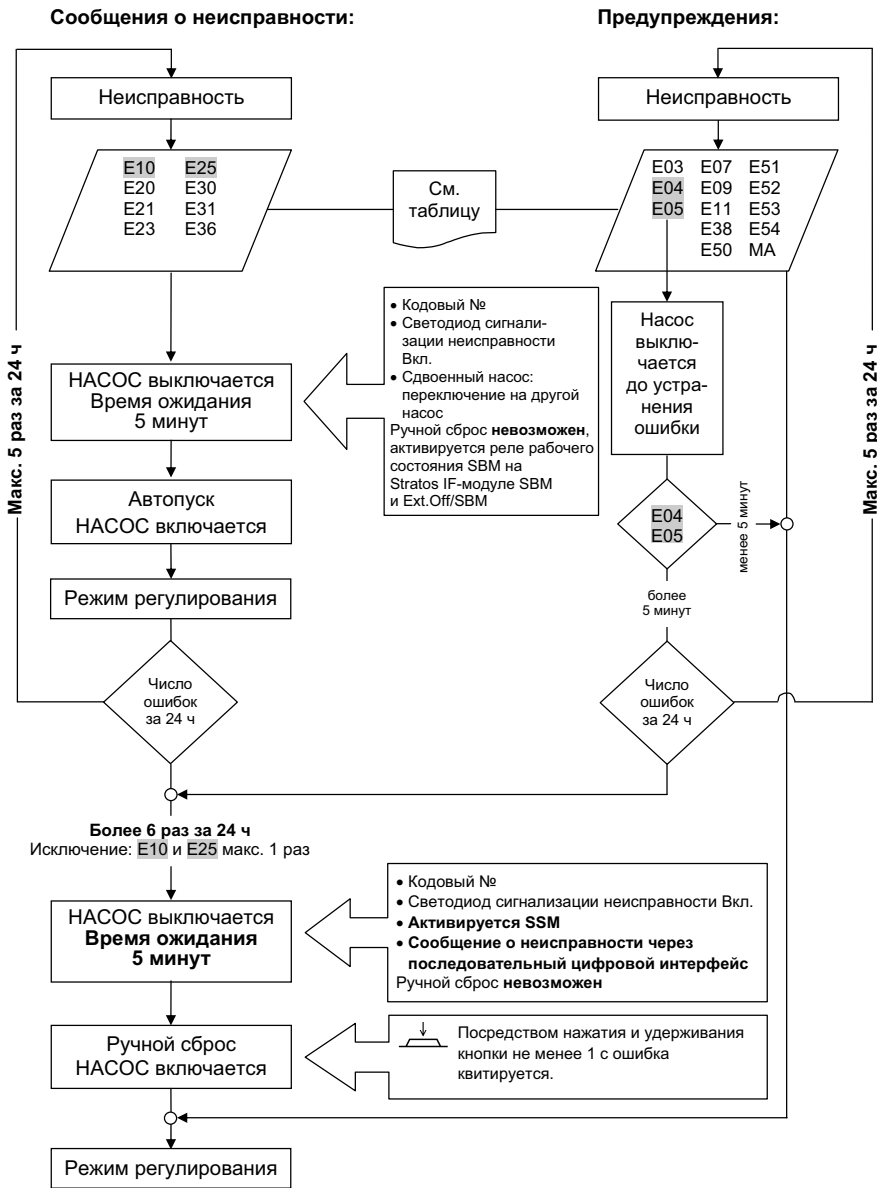 Сообщения о неисправности:
Предупреждения:
Неисправность
Неисправность
E10 E25
E20 E30
E21 E31
E23 E36
См.
таблицу
E03 E07 E51
E04 E09 E52
E05 E11 E53
E38 E54
E50 MA
Макс. 5 раз за 24 ч
НАСОС выключается
Время ожидания
5 минут
• Кодовый №
• Светодиод сигнали-
зации неисправности
Вкл.
• Сдвоенный насос:
переключение на другой
насос
Ручной сброс невозможен,
активируется реле рабочего
состояния SBM на
Stratos IF-модуле SBM
и Ext.Off/SBM
Насос
выклю-
чается
до устра-
нения
ошибки
Макс. 5 раз за 24 ч
Автопуск
НАСОС включается
E04
E05
менее 5 минут
более
5 минут
Режим регулирования
Число
ошибок
за 24 ч
Число
ошибок
за 24 ч
Более 6 раз за 24 ч
Исключение: E10 и E25 макс. 1 раз
НАСОС выключается
Время ожидания
5 минут
• Кодовый №
• Светодиод сигнализации неисправности Вкл.
• Активируется SSM
• Сообщение о неисправности через
последовательный цифровой интерфейс
Ручной сброс невозможен
Ручной сброс
НАСОС включается
Посредством нажатия и удерживания
кнопки не менее 1 с ошибка
квитируется.
Режим регулирования